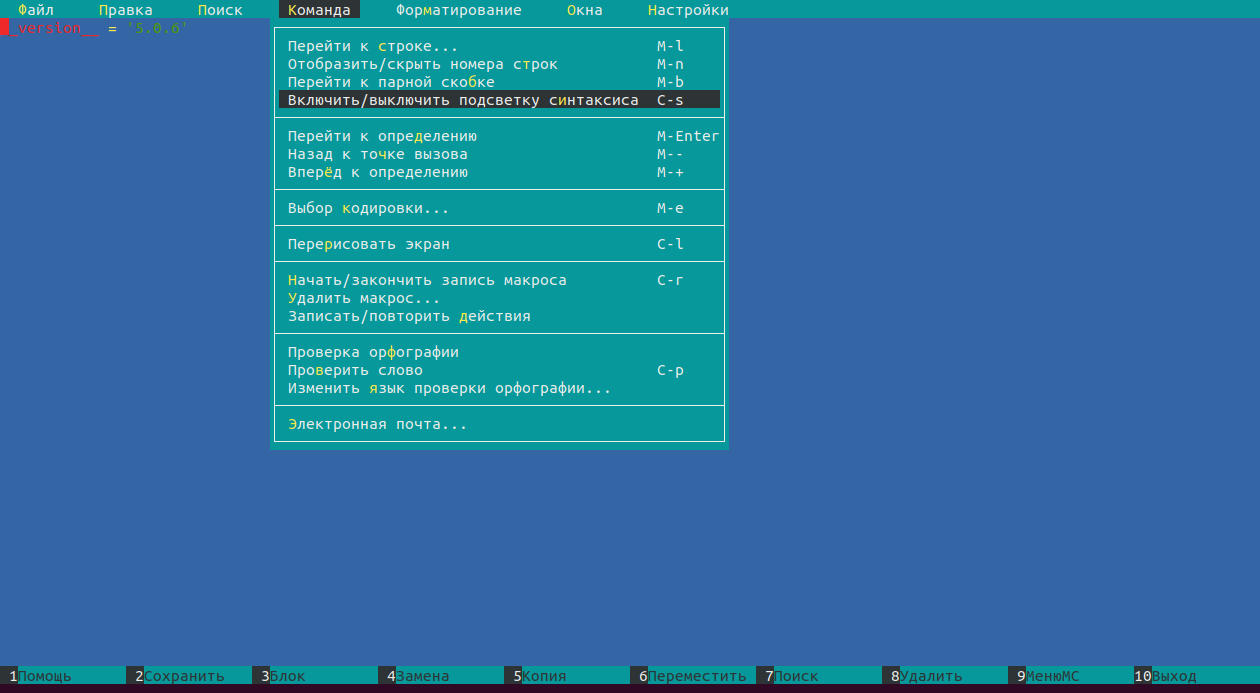 Файл Правка Поиск Команда Форматирование Окна Настройки
__version__ = '5.0.6'
Перейти к строке... M-l
Отобразить/скрыть номера строк M-n
Перейти к парной скобке M-b
Включить/выключить подсветку синтаксиса C-s
Перейти к определению M-Enter
Назад к точке вызова M--
Вперёд к определению M-+
Выбор кодировки... M-e
Перерисовать экран C-l
Начать/закончить запись макроса C-r
Удалить макрос...
Записать/повторить действия
Проверка орфографии
Проверить слово C-p
Изменить язык проверки орфографии...
Электронная почта...
1Помощь 2Сохранить 3Блок 4Замена 5Копия 6Переместить 7Поиск 8Удалить 9МенюMC 10Выход